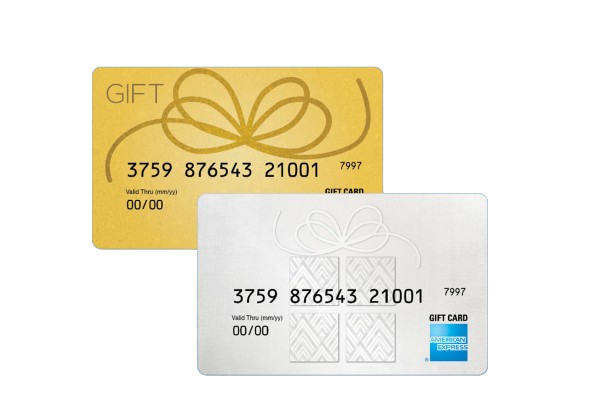 GIFT
3759 876543 21001
7997
Valid Thru (mm/yy)
00/00
GIFT CARD
3759 876543 21001
7997
Valid Thru (mm/yy)
00/00
GIFT CARD
AMERICAN
EXPRESS
®